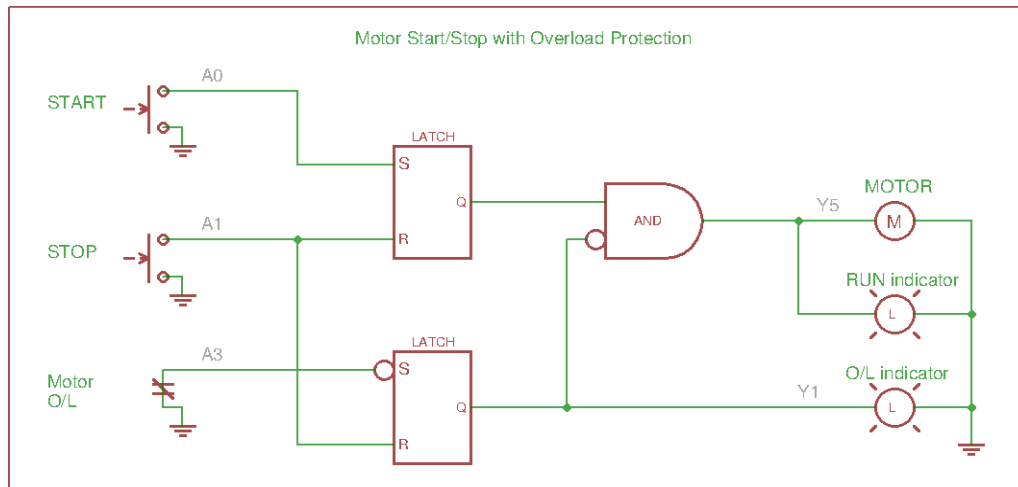 Motor Start/Stop with Overload Protection
A0
START
LATCH
S
Q
R
AND
Y5
MOTOR
M
A1
STOP
RUN indicator
L
LATCH
S
Q
R
A3
Motor
O/L
O/L indicator
Y1
L